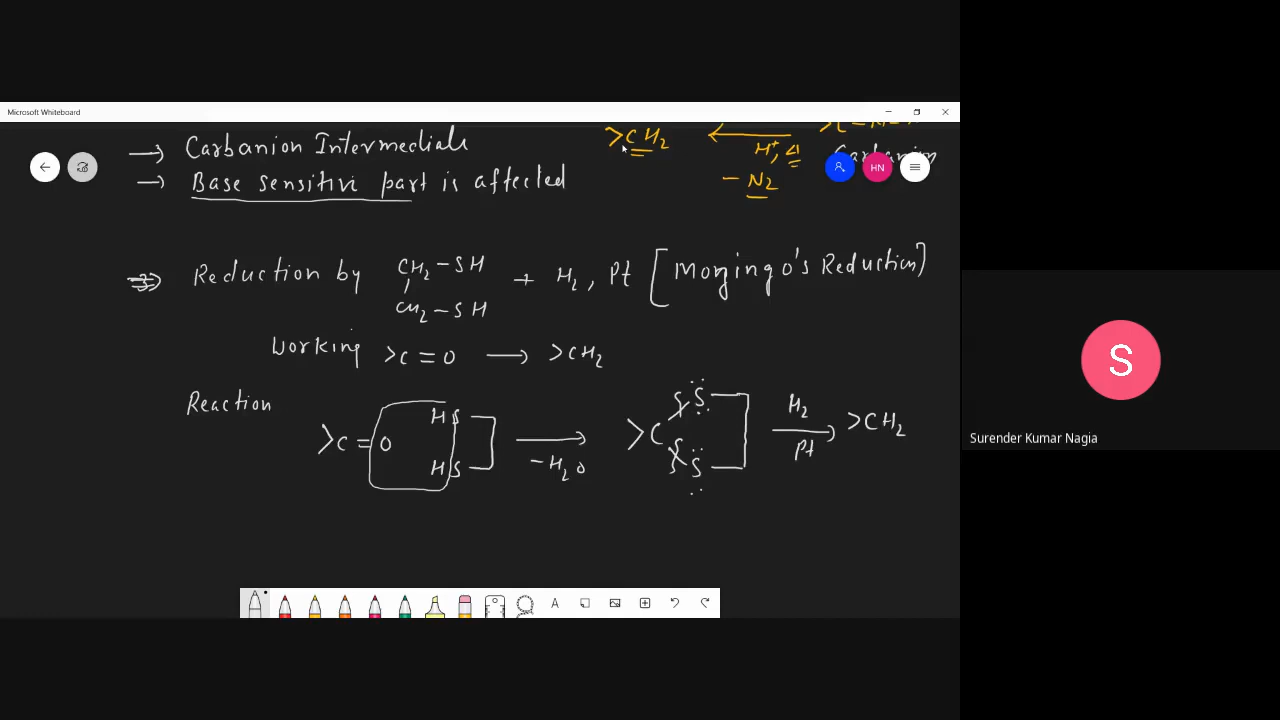 Microsoft Whiteboard
→ Carbanion Intermediate
→ Base sensitive part is affected
>CH2 ←
H+, Δ
- N2
Carbanion
HN
⇒ Reduction by CH2-SH + H2, Pt [Mozingo's Reduction]
CH2-SH
Working >C=O → >CH2
Reaction
>C=O HS → >C S H2 → >CH2
HS -H2O S Pt
S
Surender Kumar Nagia
A